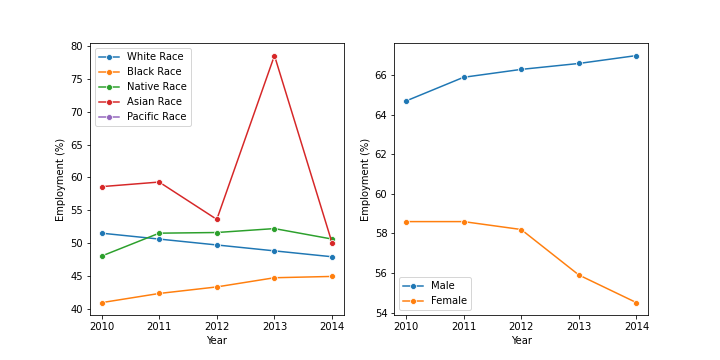 80
75
70
65
60
55
50
45
40
Employment (%)
White Race
Black Race
Native Race
Asian Race
Pacific Race
2010 2011 2012 2013 2014
Year
66
64
62
60
58
56
54
Employment (%)
Male
Female
2010 2011 2012 2013 2014
Year